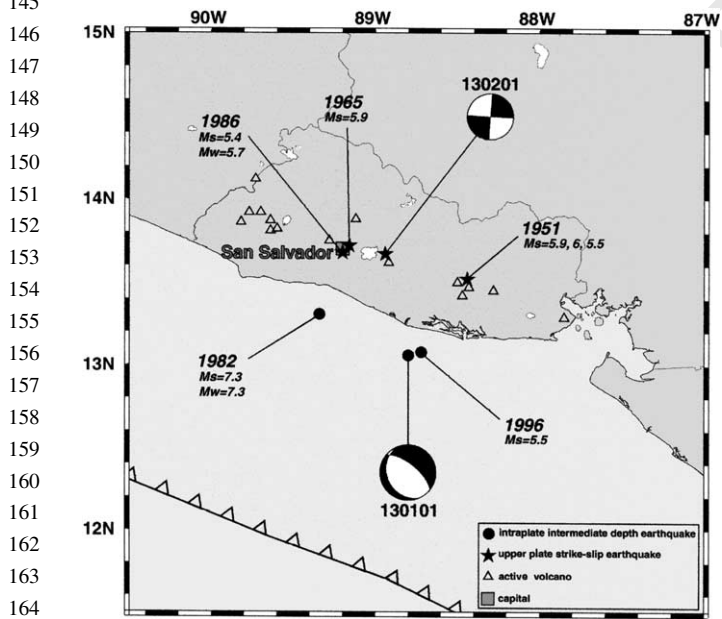 145
90W 89W 88W 87W
146 15N
147
148 130201
149 1986 1965
Ms=5.4 Ms=5.9
150 Mw=5.7
151
152 14N
153 San Salvador 1951
Ms=5.9, 6, 5.5
154
155
156 13N
157 1982
Ms=7.3
158 Mw=7.3
1996
159 Ms=5.5
160
161 130101
162 12N
intraplate intermediate depth earthquake
163 upper plate strike-slip earthquake
active volcano
164 capital